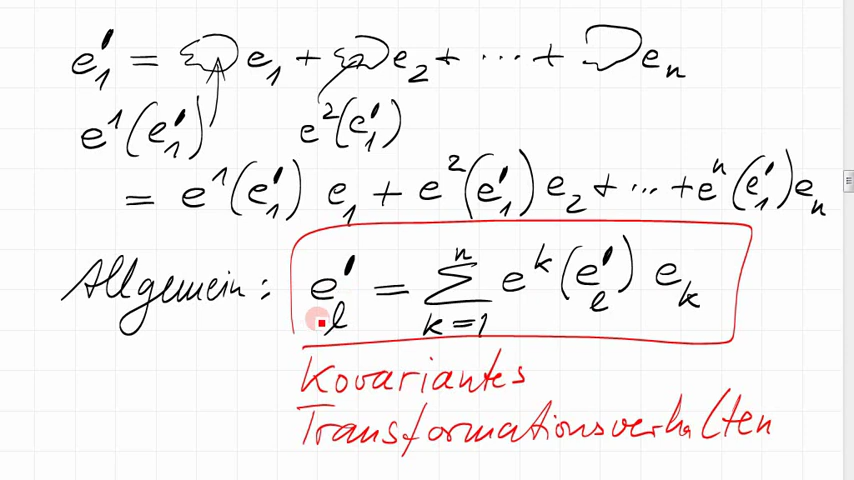 e'₁ = e₁ + e₂ + ... + eₙ
e¹(e'₁) e²(e'₁)
= e¹(e'₁) e₁ + e²(e'₁) e₂ + ... + eⁿ(e'₁) eₙ
Allgemein: e'ₗ = ∑ₖ₌₁ⁿ eᵏ(e'ₗ) eₖ
Kovariantes
Transformationsverhalten